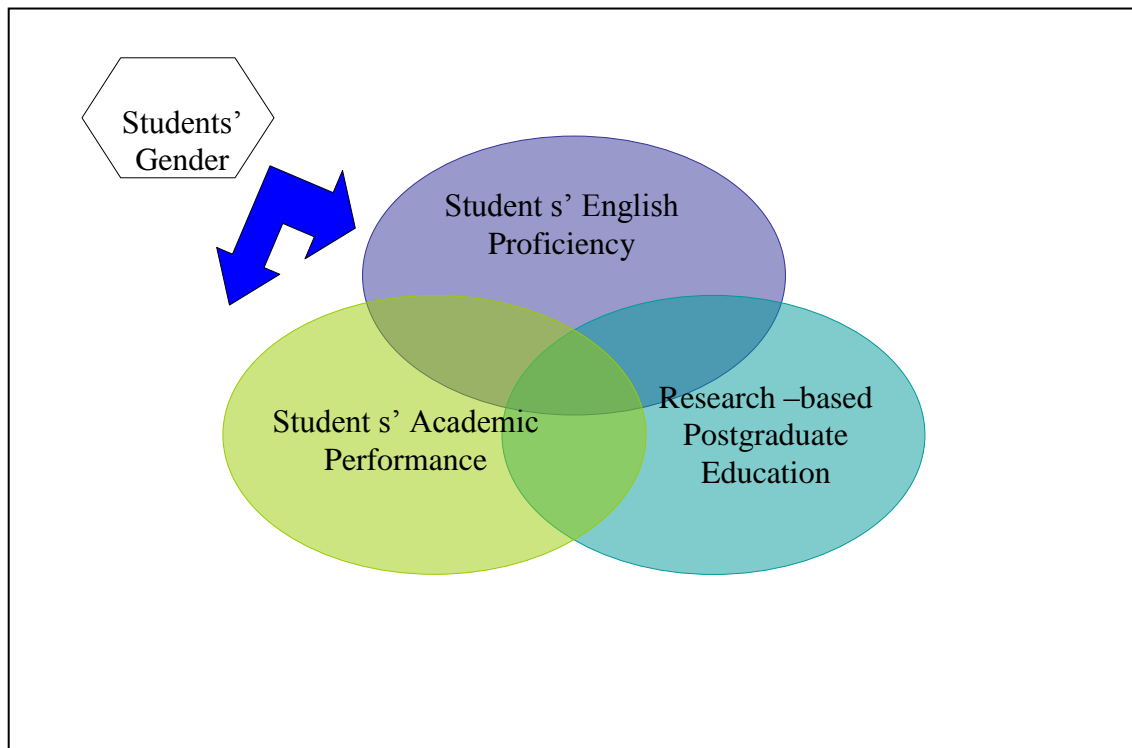 Students’
Gender
Student s’ English
Proficiency
Student s’ Academic
Performance
Research –based
Postgraduate
Education